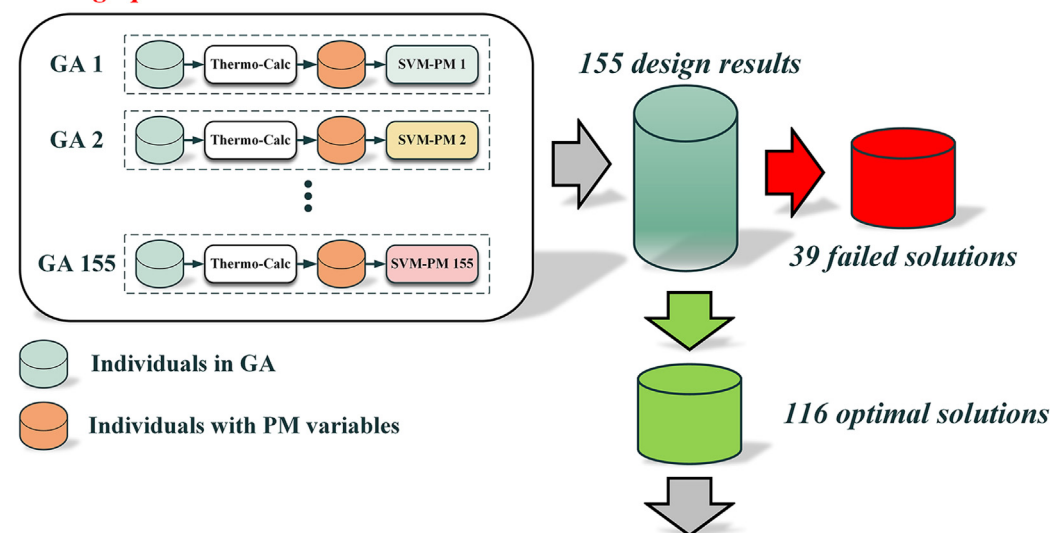 GA 1
Thermo-Calc
SVM-PM 1
GA 2
Thermo-Calc
SVM-PM 2
GA 155
Thermo-Calc
SVM-PM 155
155 design results
39 failed solutions
116 optimal solutions
Individuals in GA
Individuals with PM variables